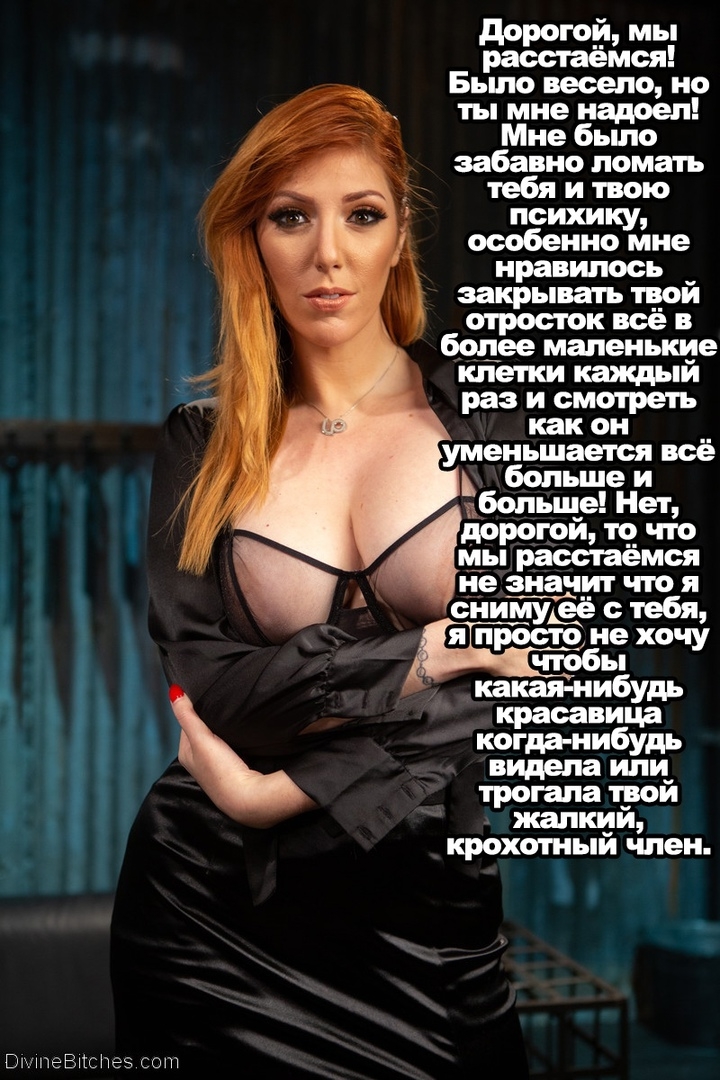 Дорогой, мы
расстаёмся!
Было весело, но
ты мне надоел!
Мне было
забавно ломать
тебя и твою
психику,
особенно мне
нравилось
закрывать твой
отросток всё в
более маленькие
клетки каждый
раз и смотреть
как он
уменьшается всё
больше и
больше! Нет,
дорогой, то что
мы расстаёмся
не значит что я
сниму её с тебя,
я просто не хочу
чтобы
какая-нибудь
красавица
когда-нибудь
видела или
трогала твой
жалкий,
крохотный член.
DivineBitches.com